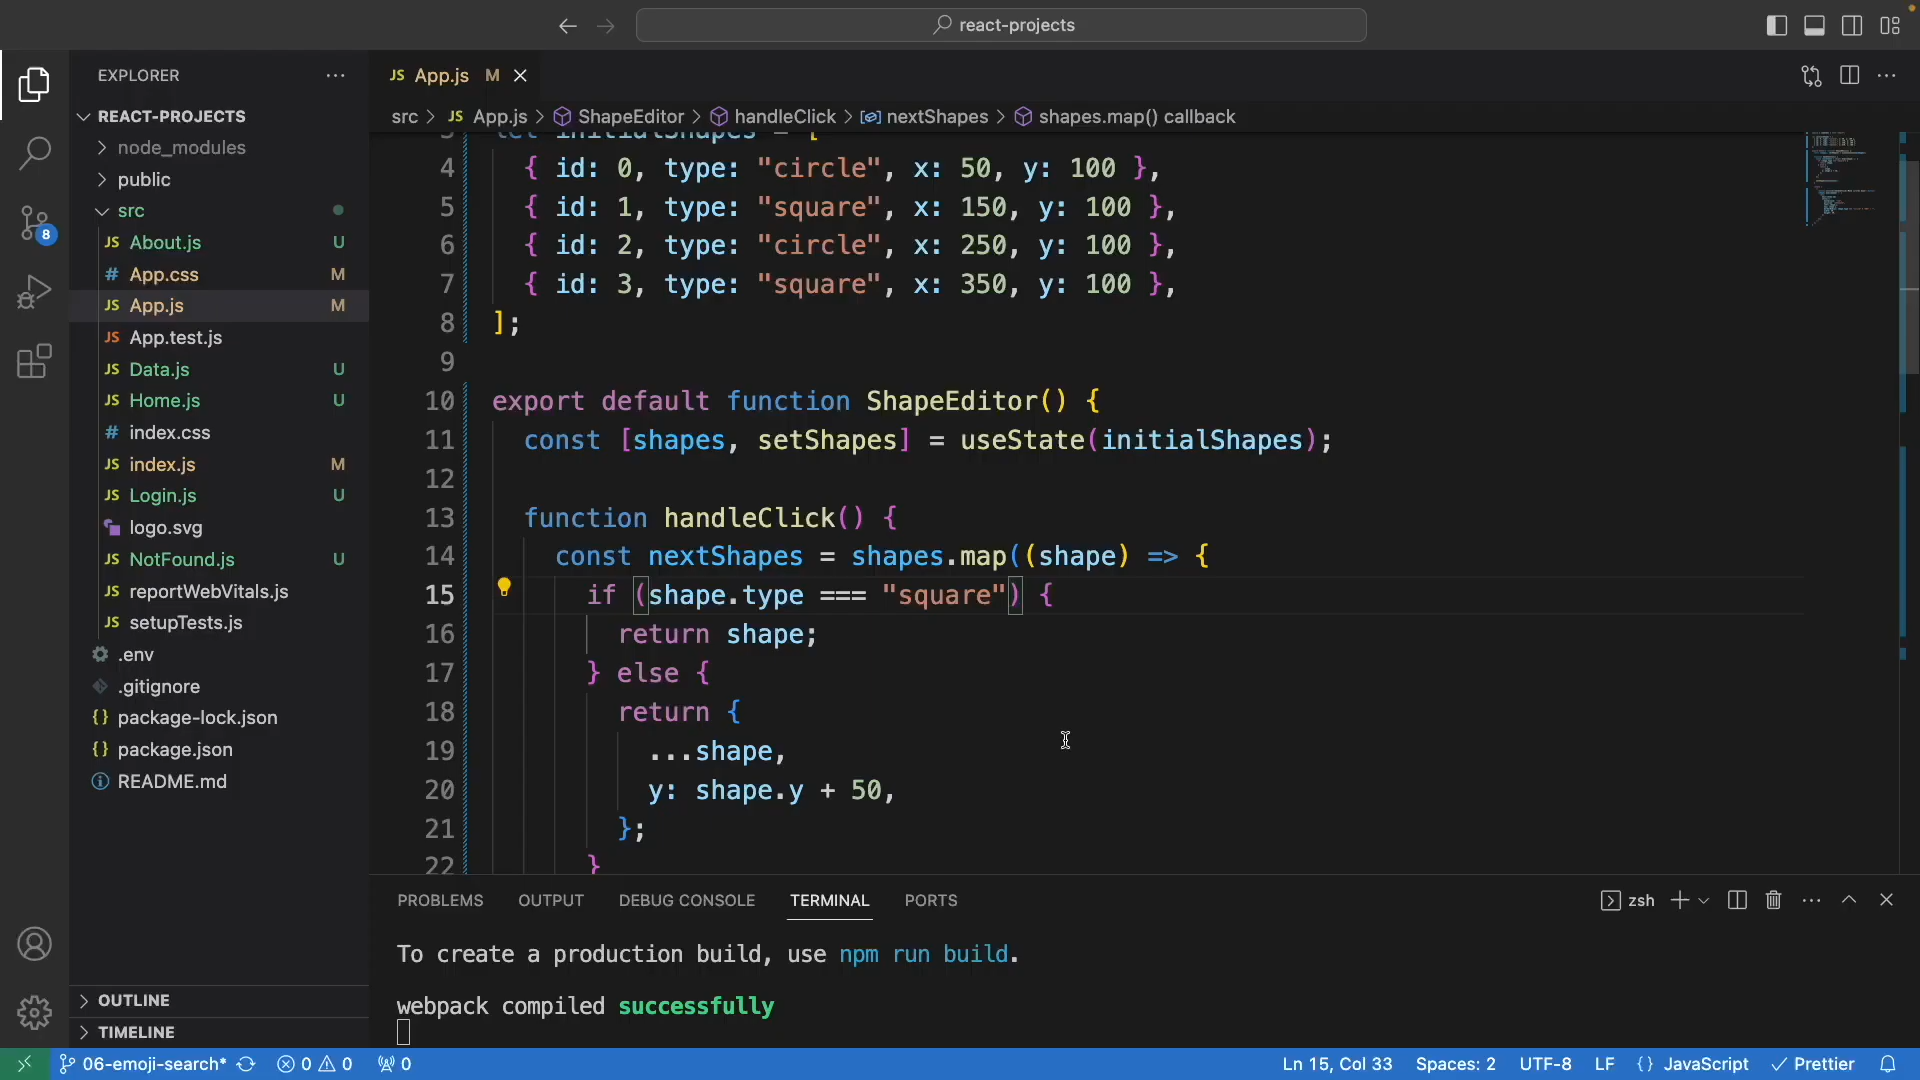 react-projects
EXPLORER
REACT-PROJECTS
node_modules
public
src
JS About.js U
# App.css M
JS App.js M
JS App.test.js
JS Data.js U
JS Home.js U
# index.css
JS index.js M
JS Login.js U
logo.svg
JS NotFound.js U
JS reportWebVitals.js
JS setupTests.js
.env
.gitignore
{} package-lock.json
{} package.json
README.md
OUTLINE
TIMELINE
8
JS App.js M
src > JS App.js > ShapeEditor > handleClick > nextShapes > shapes.map() callback
3 let initialShapes = [
4 { id: 0, type: "circle", x: 50, y: 100 },
5 { id: 1, type: "square", x: 150, y: 100 },
6 { id: 2, type: "circle", x: 250, y: 100 },
7 { id: 3, type: "square", x: 350, y: 100 },
8 ];
9
10 export default function ShapeEditor() {
11 const [shapes, setShapes] = useState(initialShapes);
12
13 function handleClick() {
14 const nextShapes = shapes.map((shape) => {
15 if (shape.type === "square") {
16 return shape;
17 } else {
18 return {
19 ...shape,
20 y: shape.y + 50,
21 };
22 }
PROBLEMS OUTPUT DEBUG CONSOLE TERMINAL PORTS
zsh
To create a production build, use npm run build.
webpack compiled successfully
06-emoji-search* 0 0 0
Ln 15, Col 33 Spaces: 2 UTF-8 LF {} JavaScript Prettier